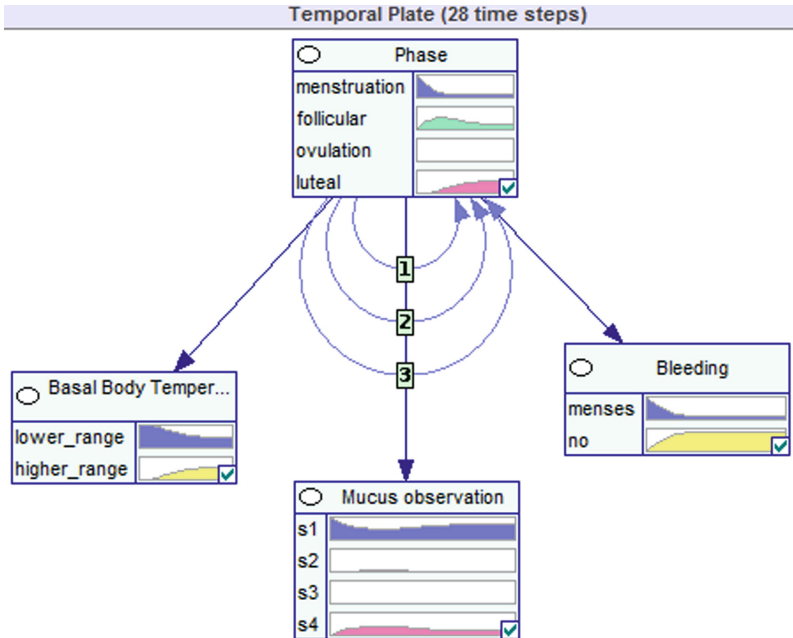 Temporal Plate (28 time steps)
Phase
menstruation
follicular
ovulation
luteal
1
2
3
Basal Body Temper...
lower_range
higher_range
Bleeding
menses
no
Mucus observation
s1
s2
s3
s4